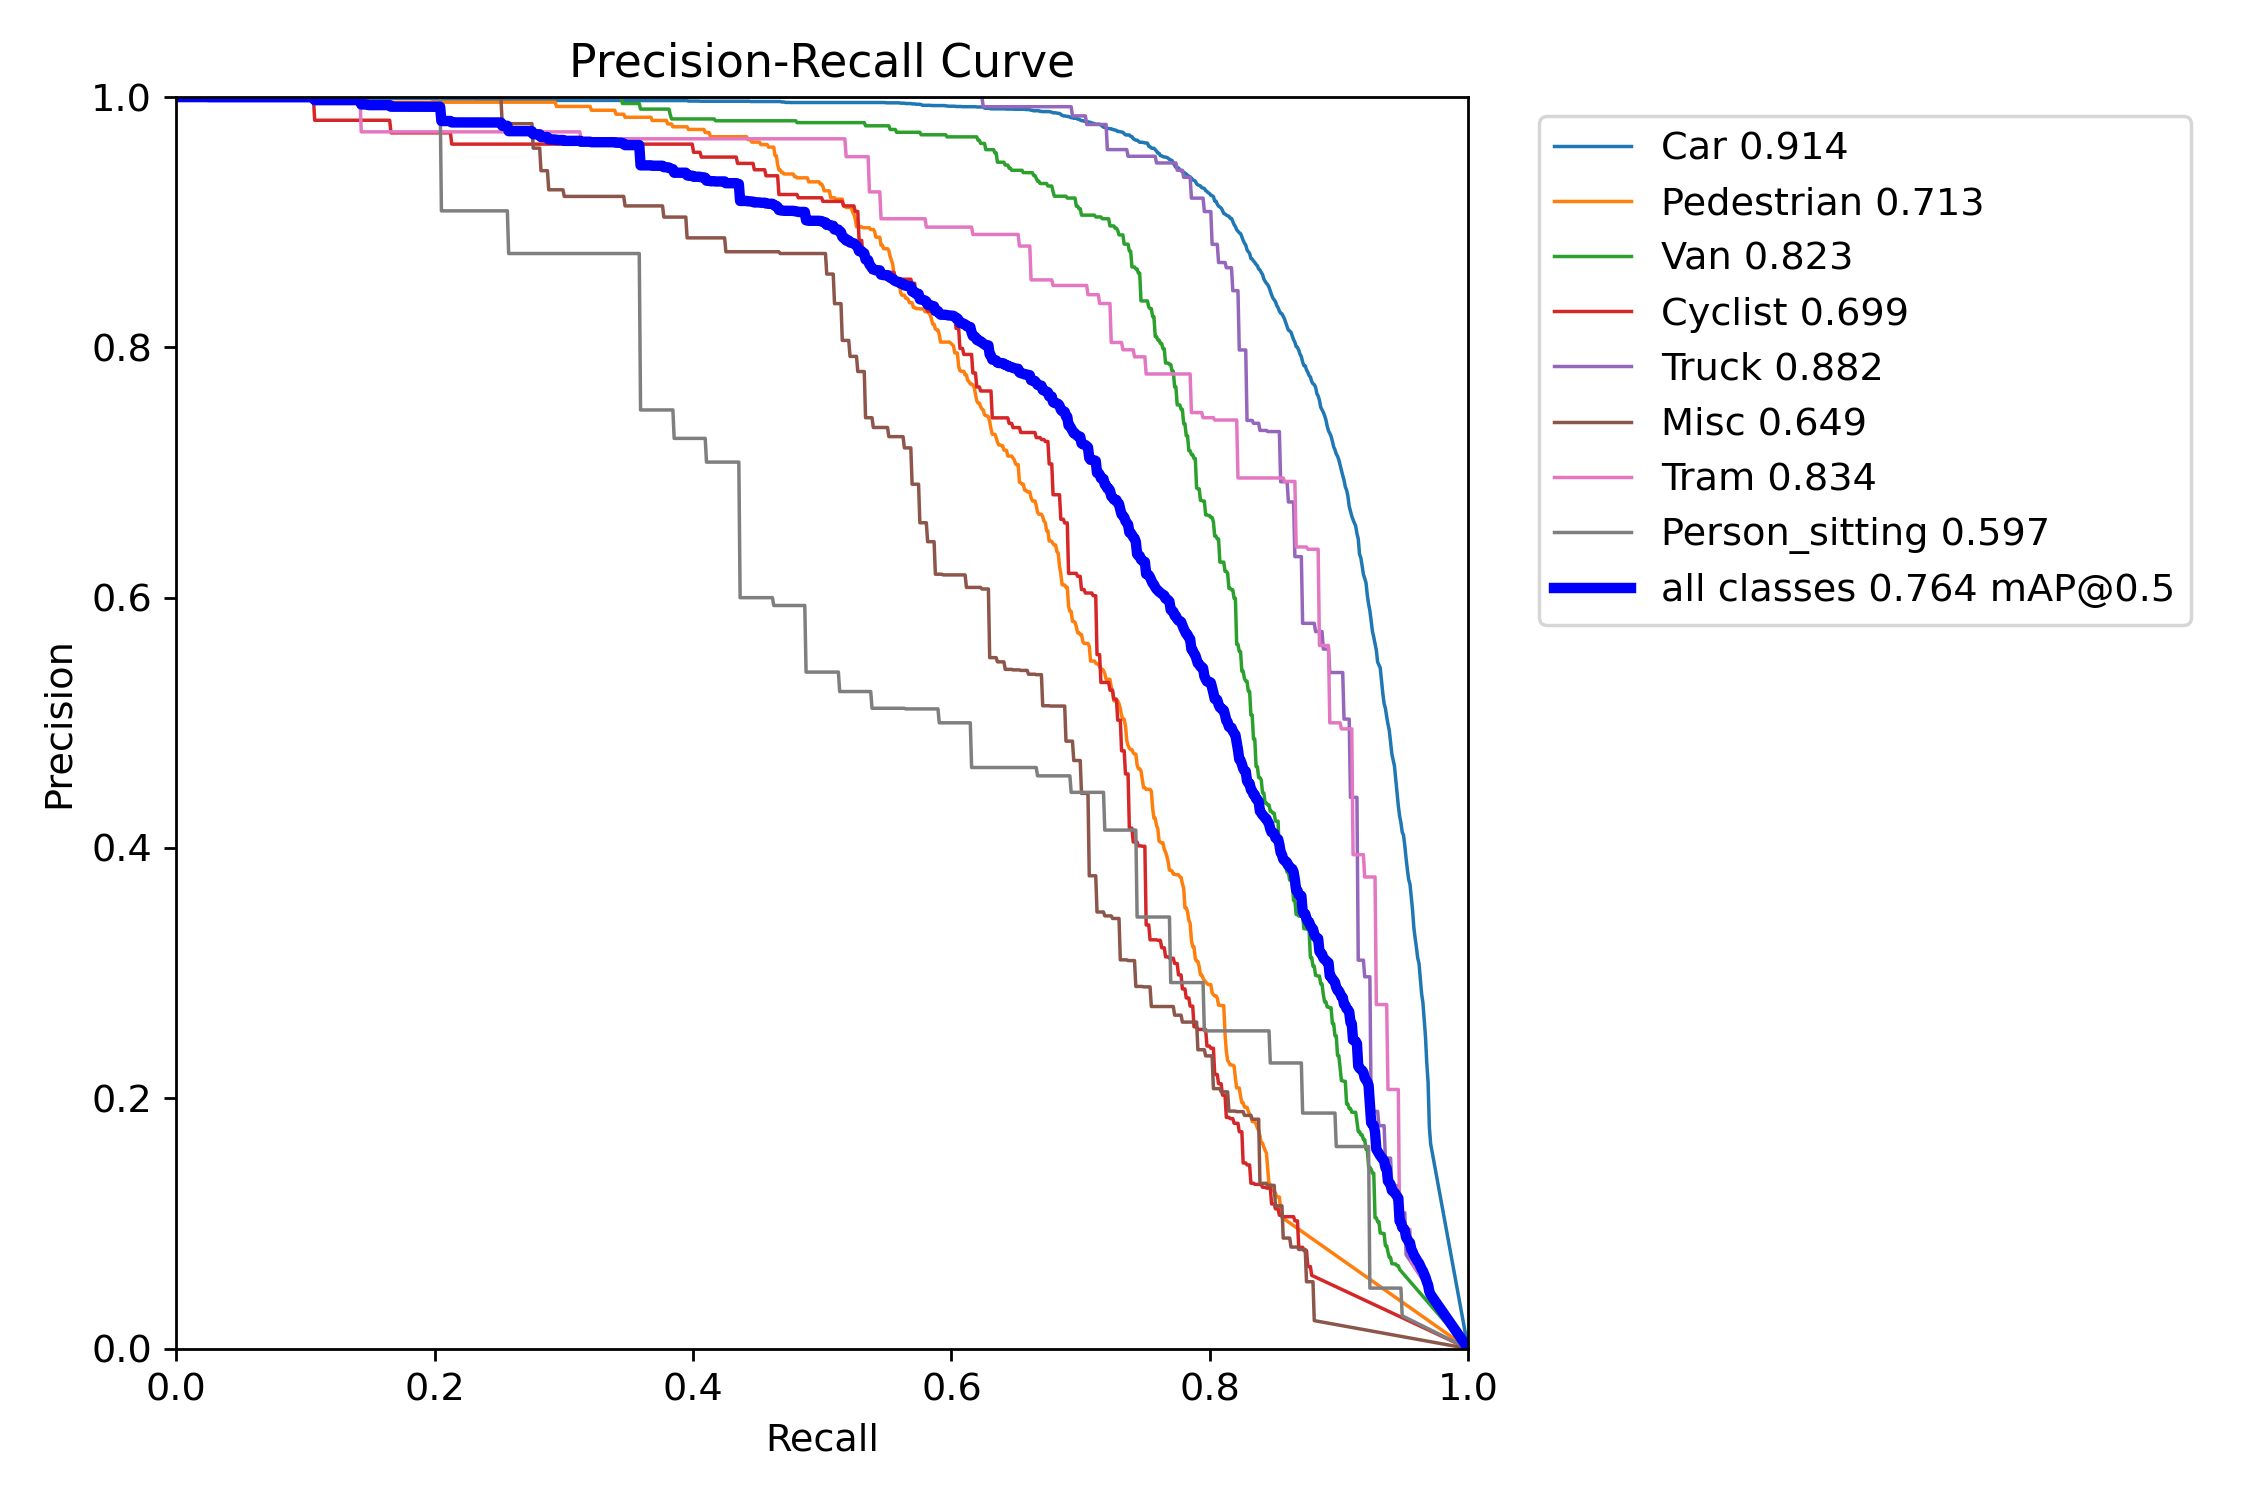 Precision-Recall Curve
1.0
0.8
0.6
0.4
0.2
0.0
Precision
0.0 0.2 0.4 0.6 0.8 1.0
Recall
Car 0.914
Pedestrian 0.713
Van 0.823
Cyclist 0.699
Truck 0.882
Misc 0.649
Tram 0.834
Person_sitting 0.597
all classes 0.764 mAP@0.5